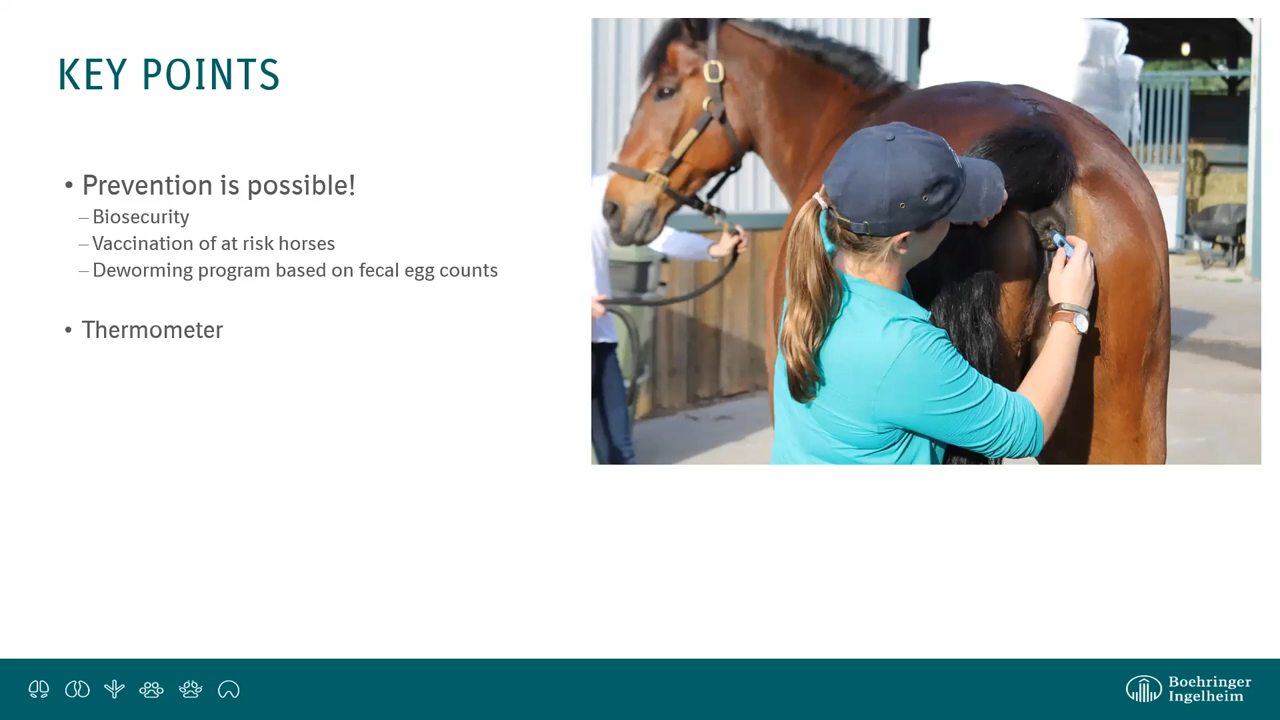 KEY POINTS
• Prevention is possible!
– Biosecurity
– Vaccination of at risk horses
– Deworming program based on fecal egg counts
• Thermometer
Boehringer
Ingelheim